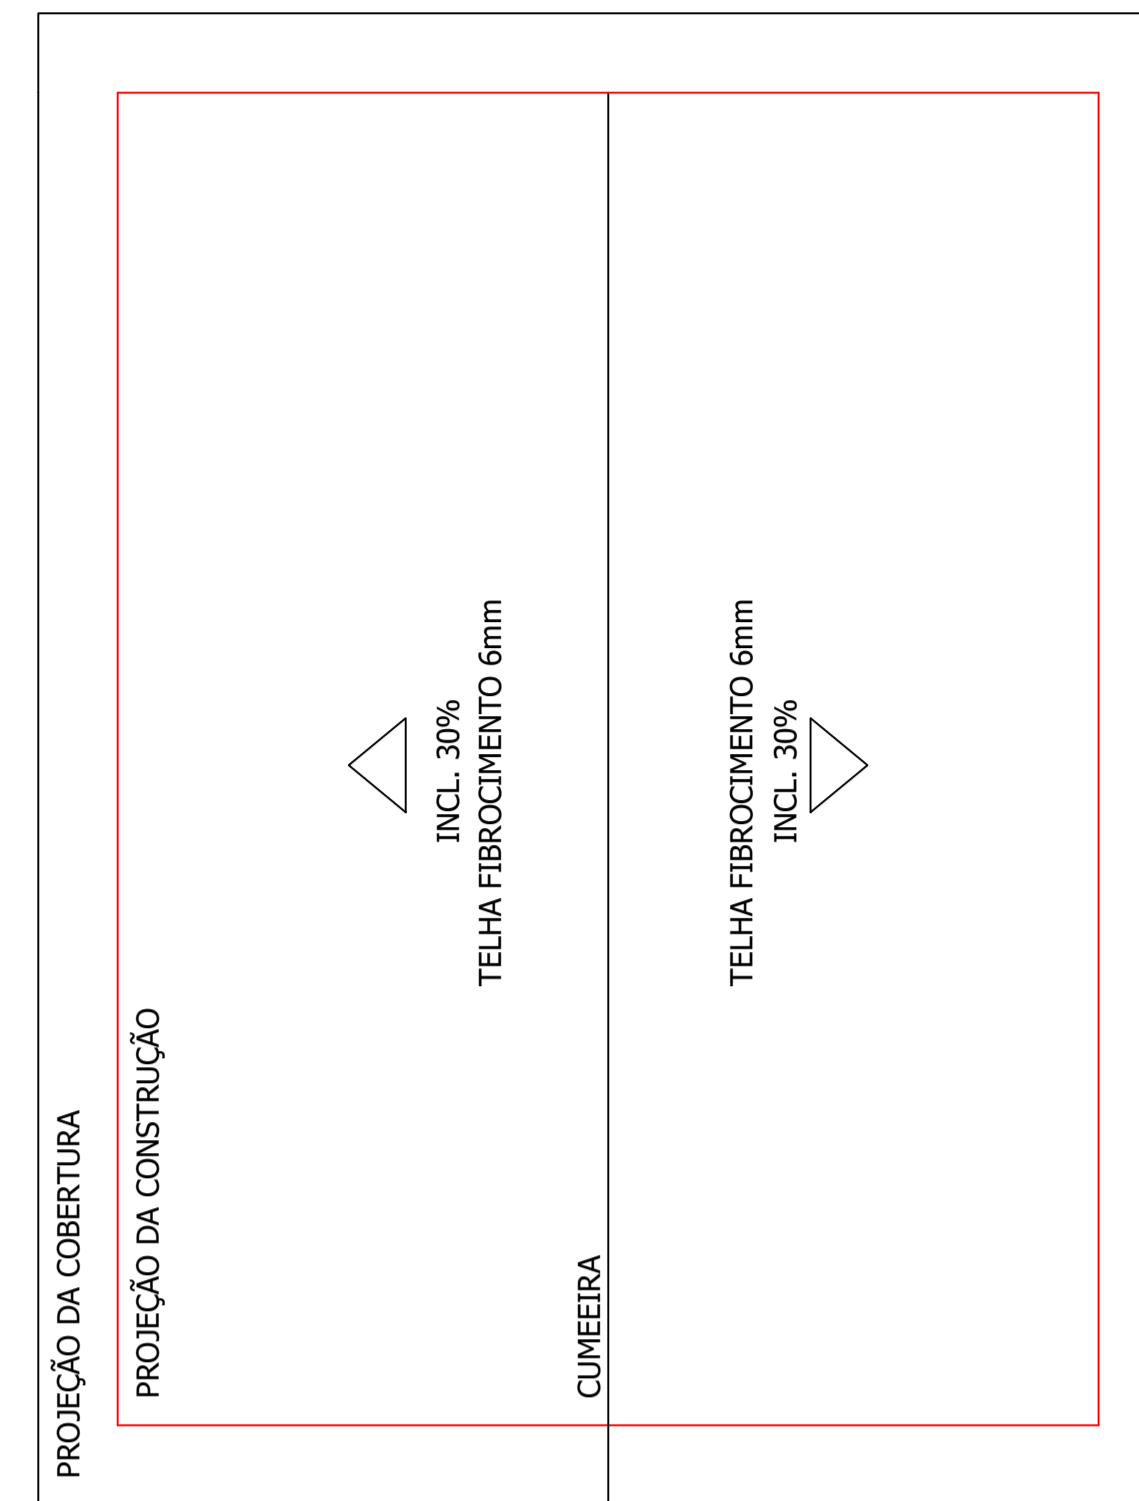 PROJEÇÃO DA COBERTURA
PROJEÇÃO DA CONSTRUÇÃO
INCL. 30%
TELHA FIBROCIMENTO 6mm
CUMEEIRA
TELHA FIBROCIMENTO 6mm
INCL. 30%